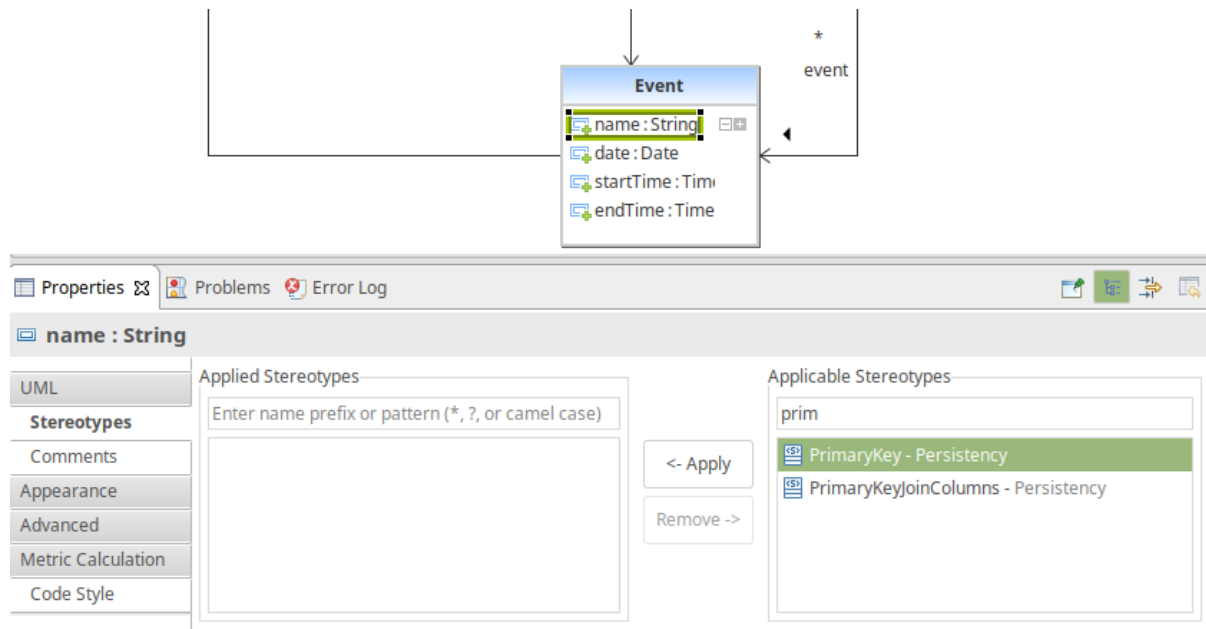 *
event
Event
name : String
date : Date
startTime : Tim
endTime : Time
Properties Problems Error Log
name : String
UML
Stereotypes
Comments
Appearance
Advanced
Metric Calculation
Code Style
Applied Stereotypes
Enter name prefix or pattern (*, ?, or camel case)
<- Apply
Remove ->
Applicable Stereotypes
prim
PrimaryKey - Persistency
PrimaryKeyJoinColumns - Persistency